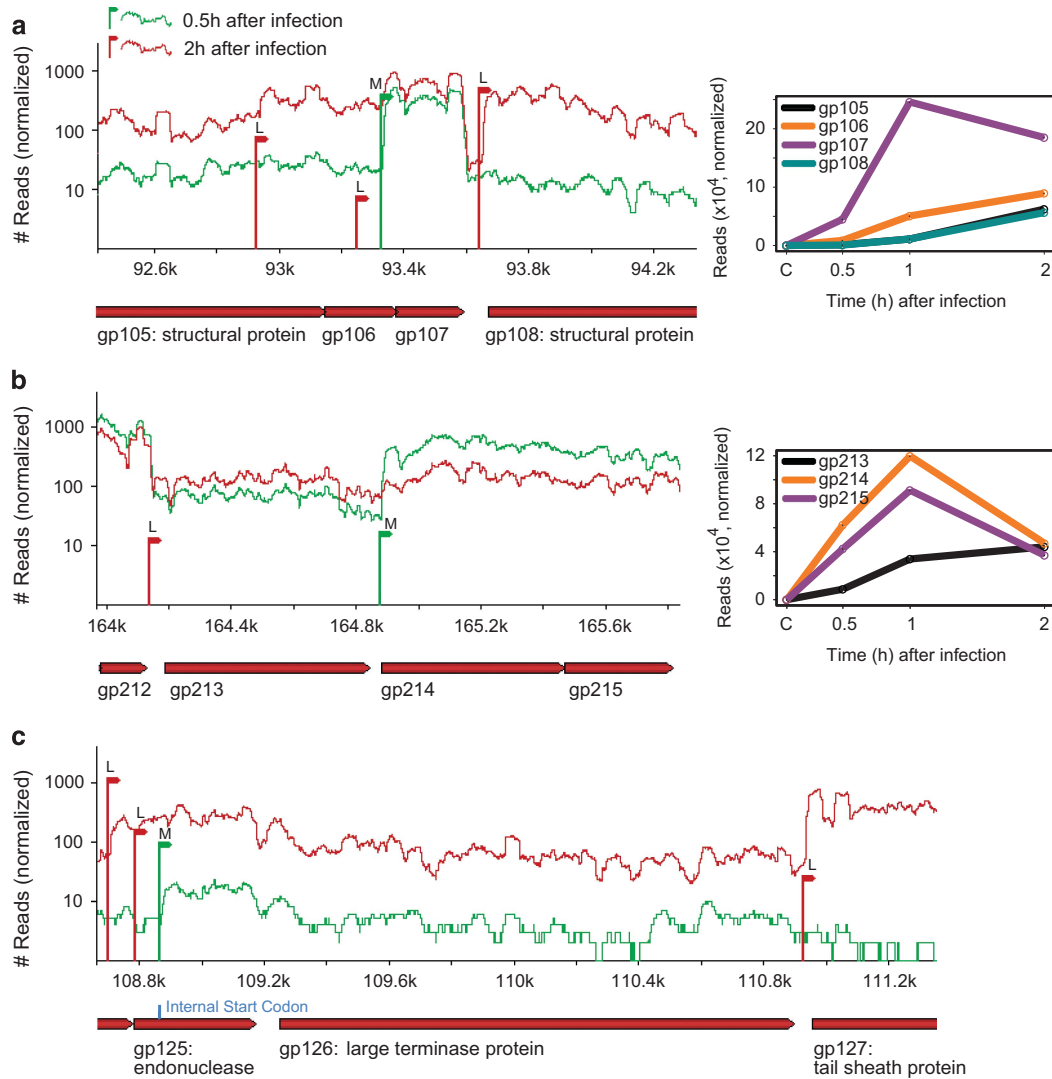 a
0.5h after infection
2h after infection
# Reads (normalized)
1000
100
10
L
L
M
L
92.6k 93k 93.4k 93.8k 94.2k
gp105: structural protein gp106 gp107 gp108: structural protein
Reads (x10⁴, normalized)
20
10
0
gp105
gp106
gp107
gp108
C 0.5 1 2
Time (h) after infection
b
# Reads (normalized)
1000
100
10
L
M
164k 164.4k 164.8k 165.2k 165.6k
gp212 gp213 gp214 gp215
Reads (x10⁴, normalized)
12
8
4
0
gp213
gp214
gp215
C 0.5 1 2
Time (h) after infection
c
# Reads (normalized)
1000
100
10
L
L
M
L
108.8k 109.2k 109.6k 110k 110.4k 110.8k 111.2k
Internal Start Codon
gp125: endonuclease
gp126: large terminase protein
gp127: tail sheath protein